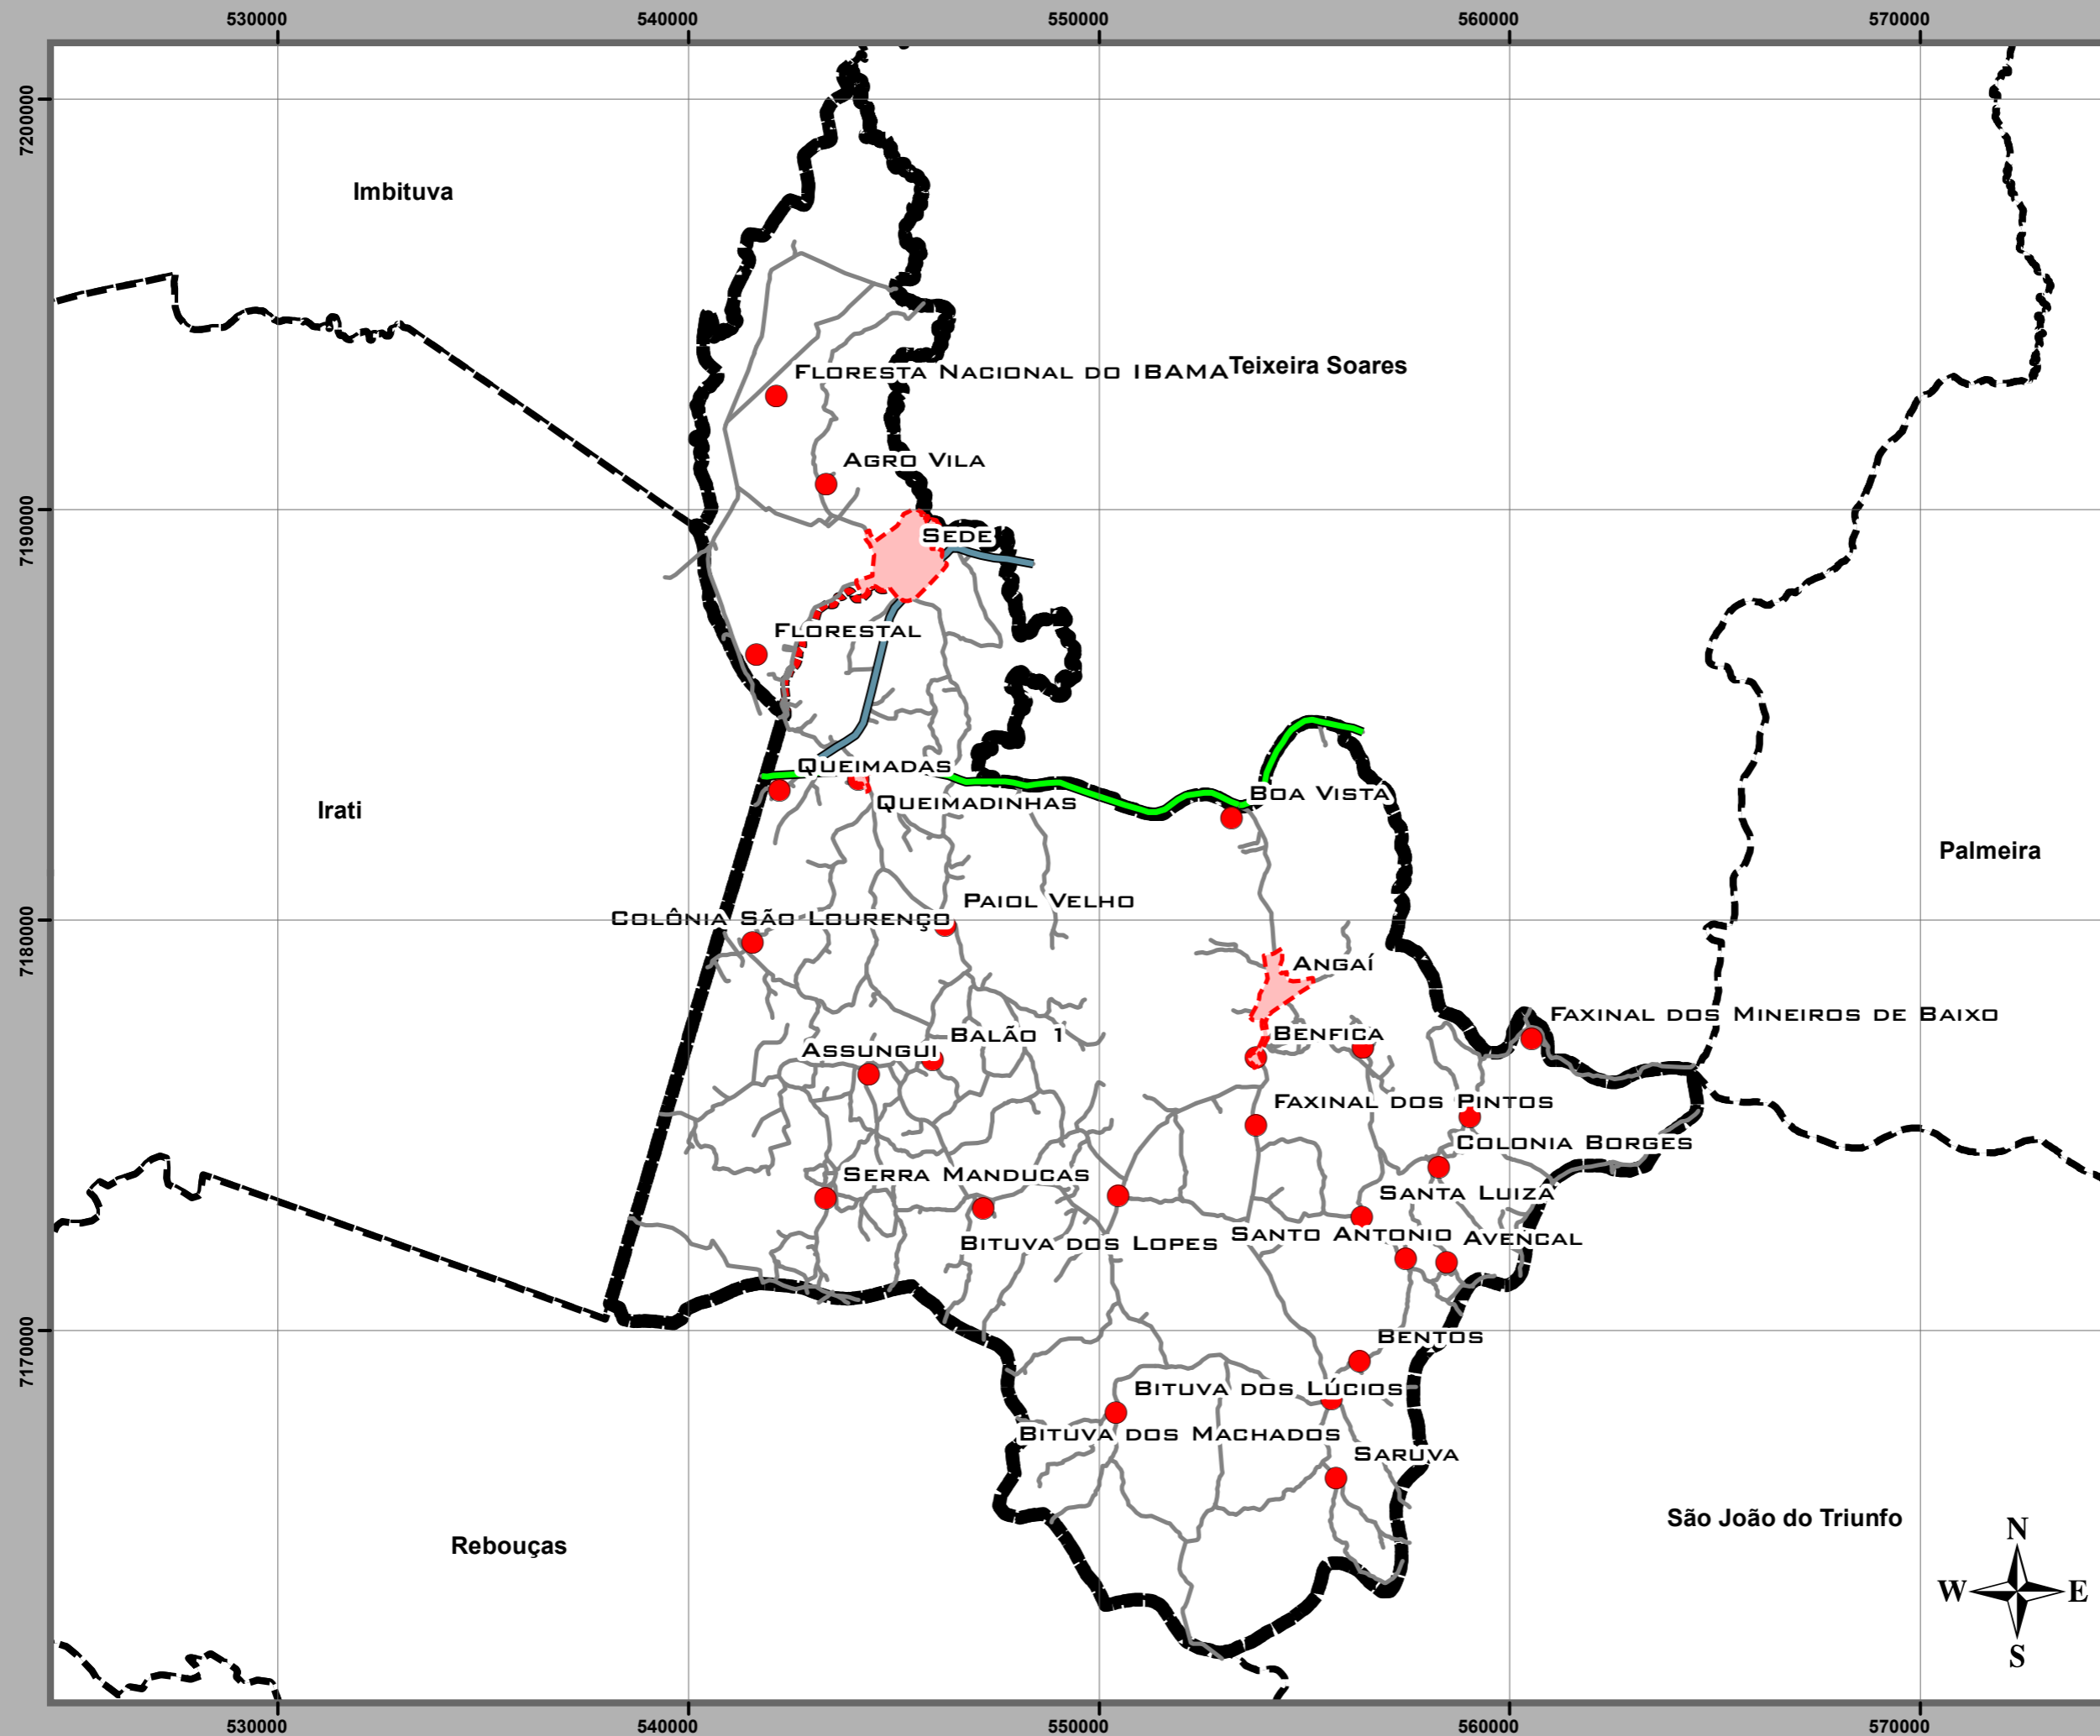 530000
540000
550000
560000
570000
7200000
Imbituva
FLORESTA NACIONAL DO IBAMA
Teixeira Soares
AGRO VILA
7190000
SEDE
FLORESTAL
QUEIMADAS
QUEIMADINHAS
BOA VISTA
Irati
Palmeira
PAIOL VELHO
COLÔNIA SÃO LOURENÇO
7180000
ANGAÍ
FAXINAL DOS MINEIROS DE BAIXO
BALÃO 1
BENFICA
ASSUNGUI
FAXINAL DOS PINTOS
COLONIA BORGES
SERRA MANDUCAS
SANTA LUIZA
SANTO ANTONIO
AVENCAL
BITUVA DOS LOPES
7170000
BENTOS
BITUVA DOS LÚCIOS
BITUVA DOS MACHADOS
SARUVA
São João do Triunfo
Rebouças
N
W E
S
530000
540000
550000
560000
570000